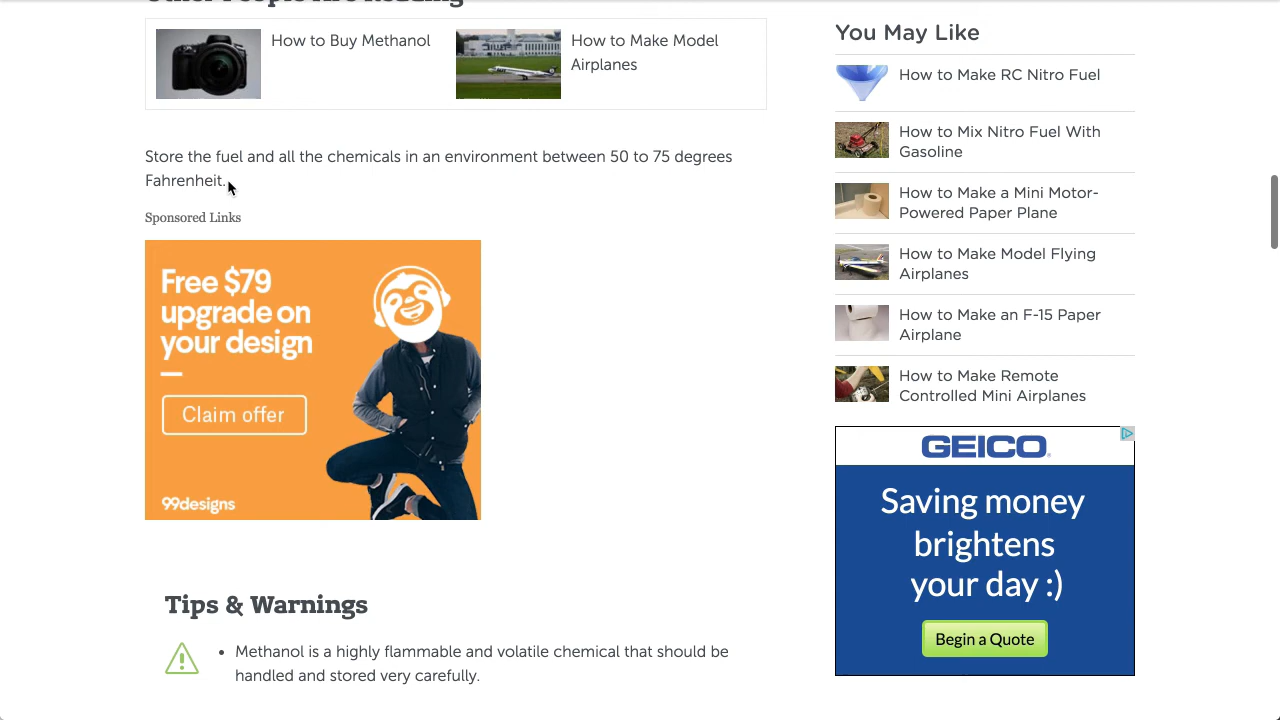 Other People Are Reading
How to Buy Methanol
How to Make Model
Airplanes
Store the fuel and all the chemicals in an environment between 50 to 75 degrees
Fahrenheit.
Sponsored Links
Free $79
upgrade on
your design
Claim offer
99designs
Tips & Warnings
Methanol is a highly flammable and volatile chemical that should be
handled and stored very carefully.
You May Like
How to Make RC Nitro Fuel
How to Mix Nitro Fuel With
Gasoline
How to Make a Mini Motor-
Powered Paper Plane
How to Make Model Flying
Airplanes
How to Make an F-15 Paper
Airplane
How to Make Remote
Controlled Mini Airplanes
GEICO
Saving money
brightens
your day :)
Begin a Quote